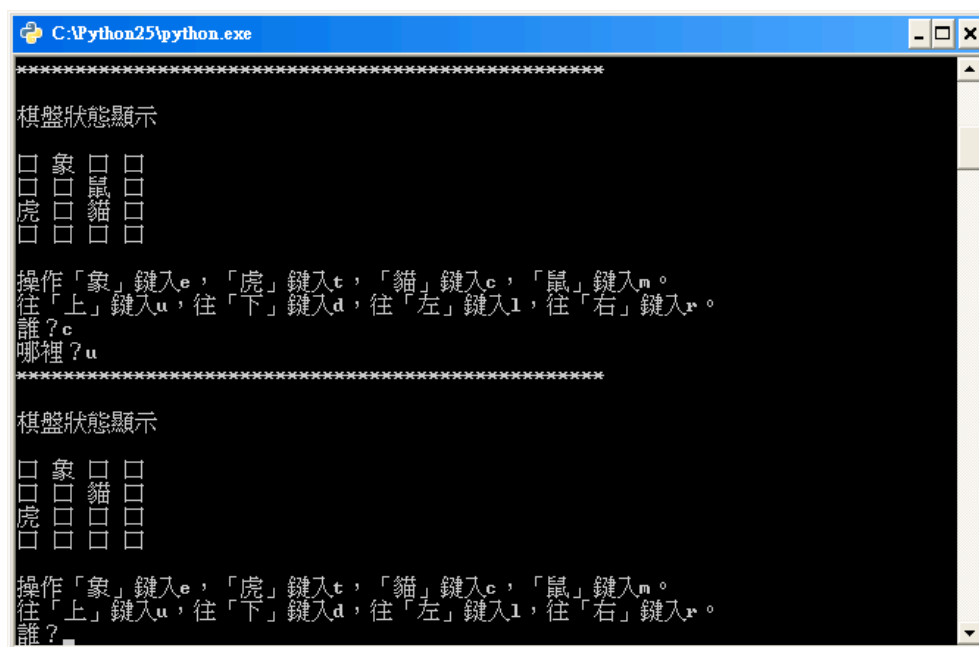 C:\Python25\python.exe
*************************************************
棋盤狀態顯示
口 象 口 口
口 口 鼠 口
虎 口 貓 口
口 口 口 口
操作「象」鍵入e，「虎」鍵入t，「貓」鍵入c，「鼠」鍵入m。
往「上」鍵入u，往「下」鍵入d，往「左」鍵入l，往「右」鍵入r。
誰？c
哪裡？u
*************************************************
棋盤狀態顯示
口 象 口 口
口 口 貓 口
虎 口 口 口
口 口 口 口
操作「象」鍵入e，「虎」鍵入t，「貓」鍵入c，「鼠」鍵入m。
往「上」鍵入u，往「下」鍵入d，往「左」鍵入l，往「右」鍵入r。
誰？_